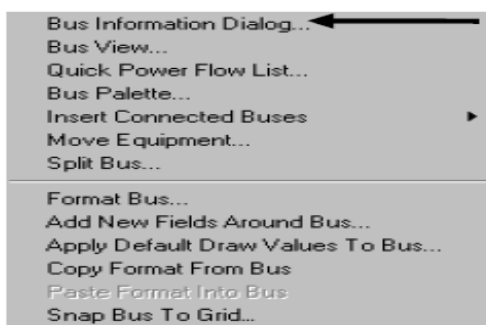 Bus Information Dialog...
Bus View...
Quick Power Flow List...
Bus Palette...
Insert Connected Buses
Move Equipment...
Split Bus...
Format Bus...
Add New Fields Around Bus...
Apply Default Draw Values To Bus...
Copy Format From Bus
Paste Format Into Bus
Snap Bus To Grid...